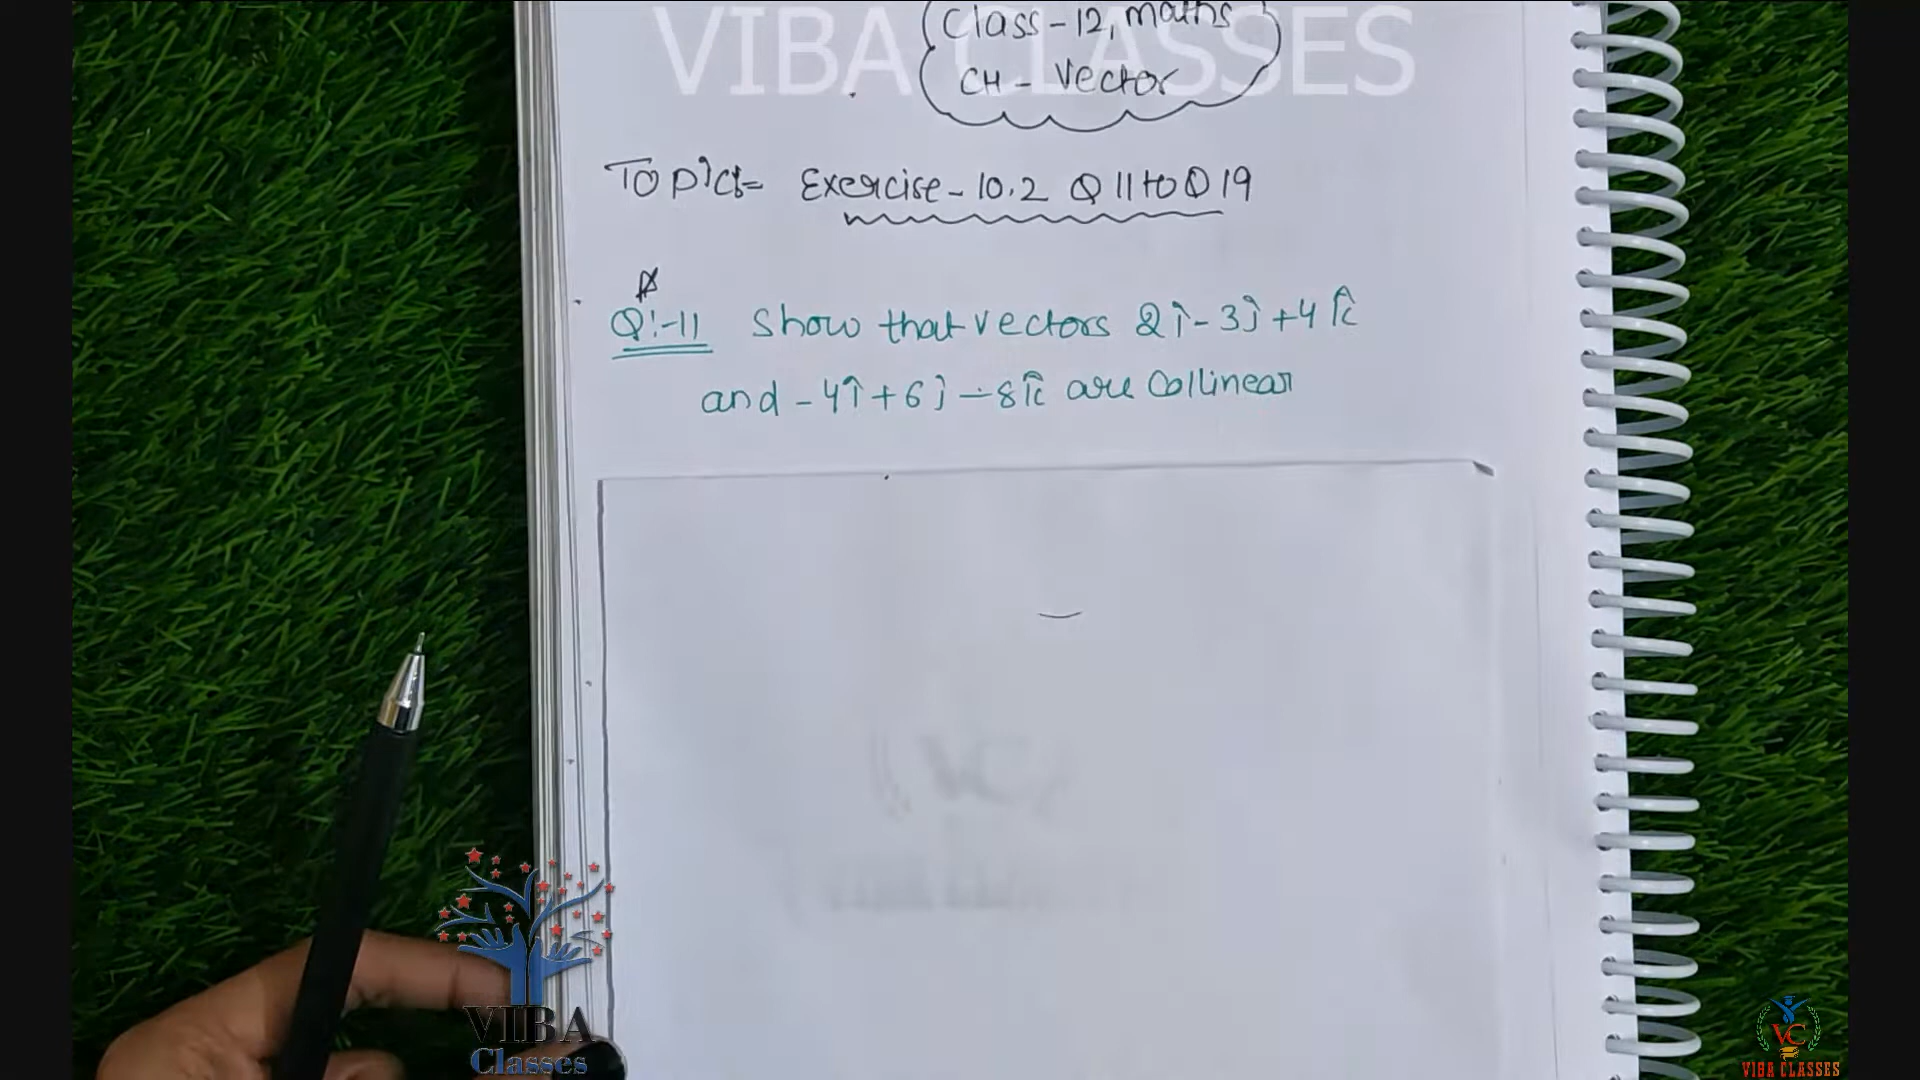 VIBA CLASSES
Class-12, maths
CH - Vector
Topic= Exercise-10.2 Q 11 to Q 19
Q:-11 Show that vectors 2î - 3ĵ + 4k̂
and - 4î + 6ĵ - 8k̂ are Collinear
VIBA
Classes
VC
VIBA CLASSES